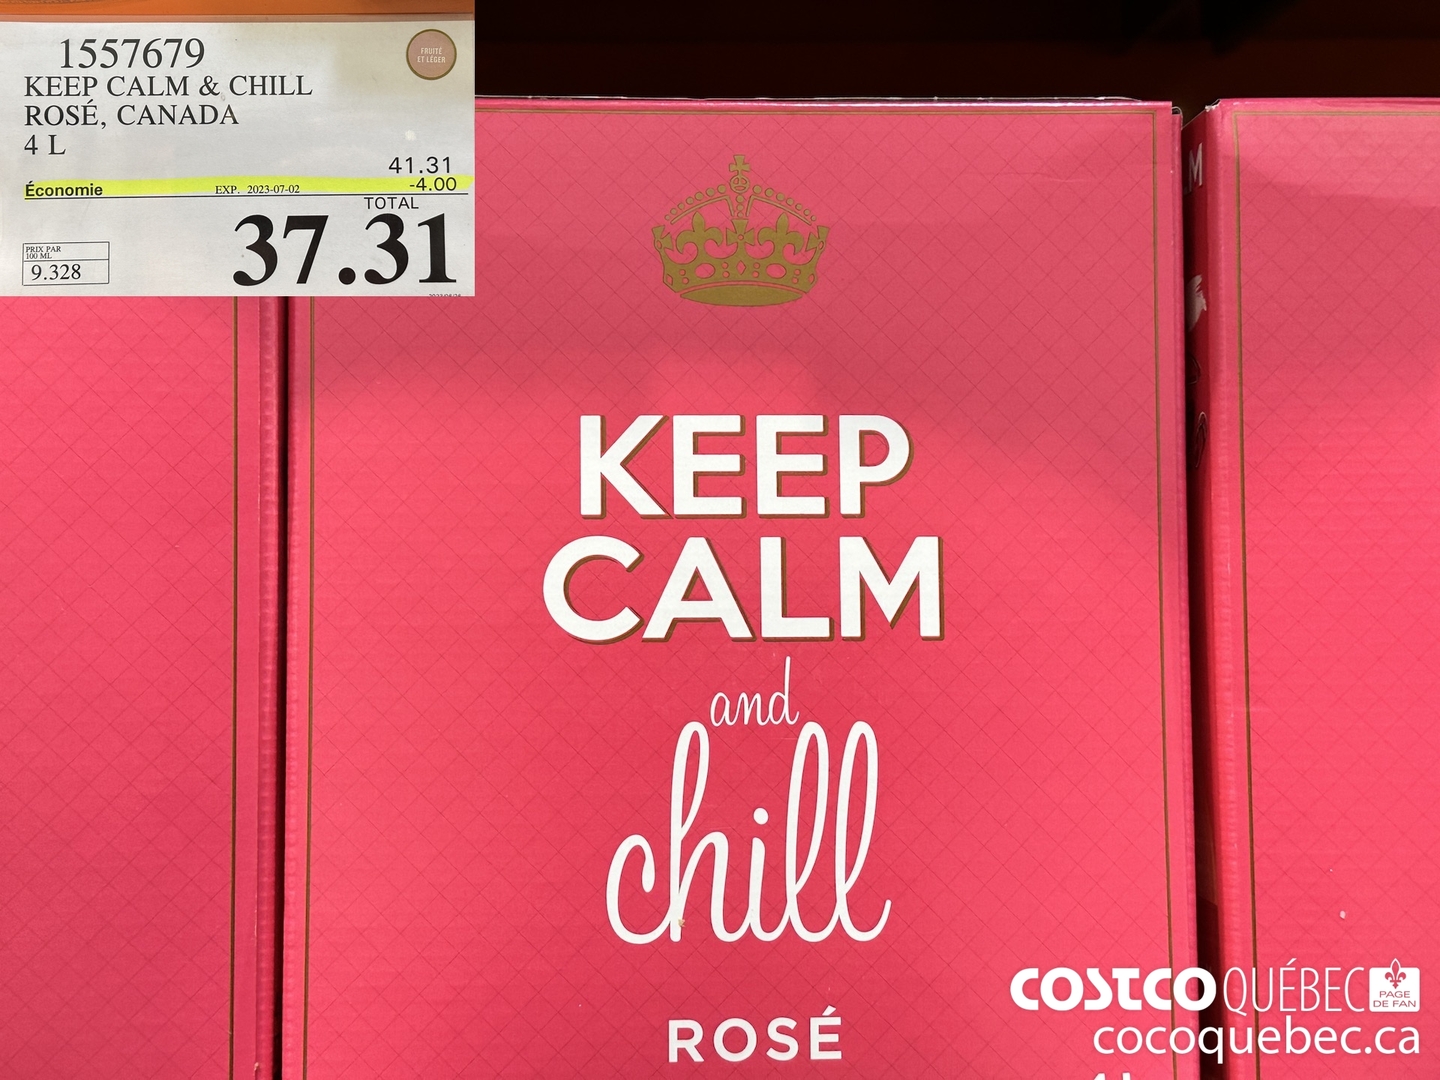 1557679
FRUITÉ
ET LÉGER
KEEP CALM & CHILL
ROSÉ, CANADA
4 L
41.31
Économie EXP. 2023-07-02 -4.00
TOTAL
37.31
PRIX PAR
100 ML
9.328
KEEP
CALM
and
chill
ROSÉ
LM
COSTCO QUÉBEC
PAGE
DE FAN
cocoquebec.ca